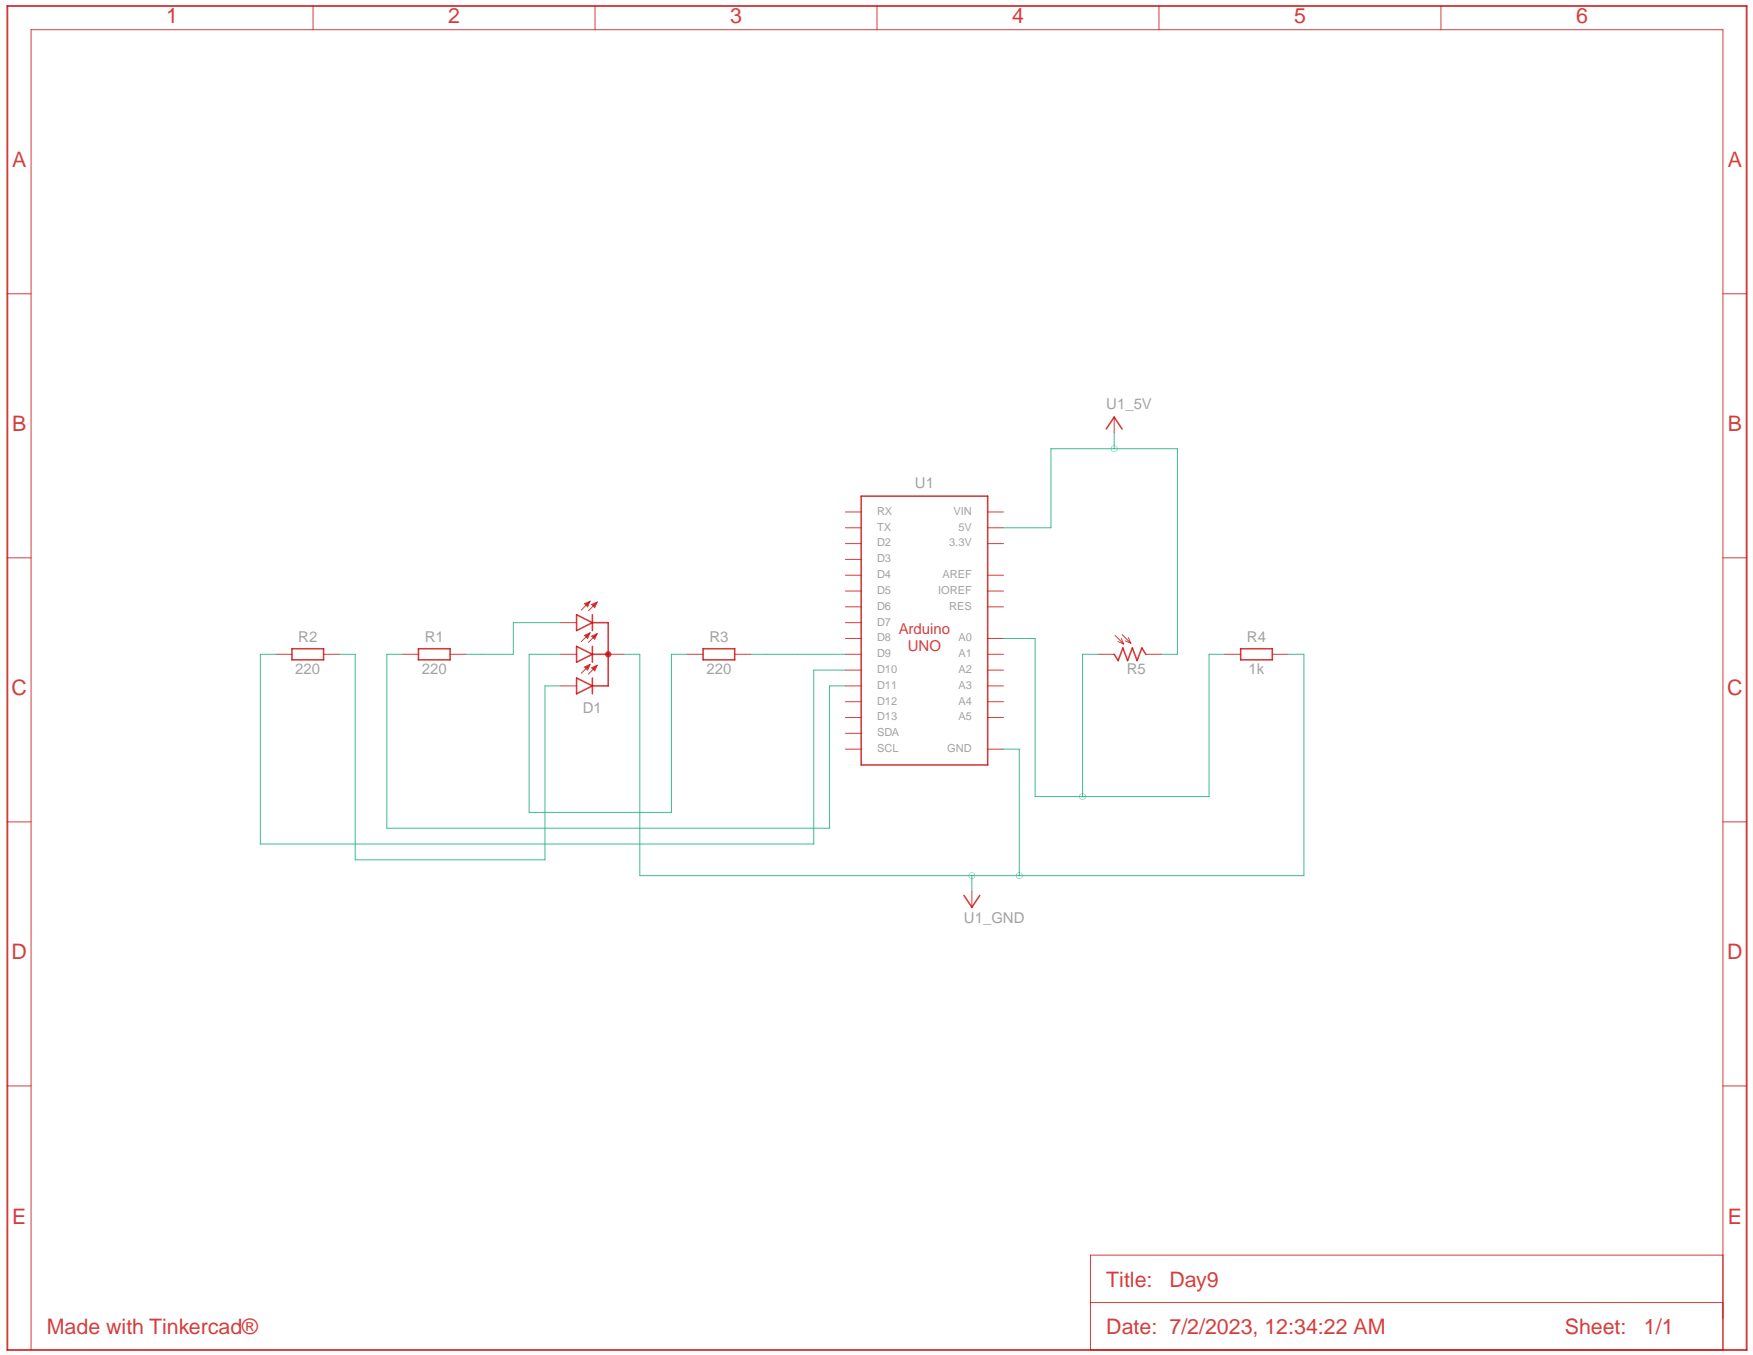 1 2 3 4 5 6
A A
U1_5V
B B
U1
RX VIN
TX 5V
D2 3.3V
D3
D4 AREF
D5 IOREF
D6 RES
D7
Arduino
UNO
D8 A0
D9 A1
D10 A2
D11 A3
D12 A4
D13 A5
SDA
SCL GND
R2 R1 R3 R4
220 220 220 R5 1k
C C
D1
U1_GND
D D
E E
Title: Day9
Made with Tinkercad® Date: 7/2/2023, 12:34:22 AM Sheet: 1/1